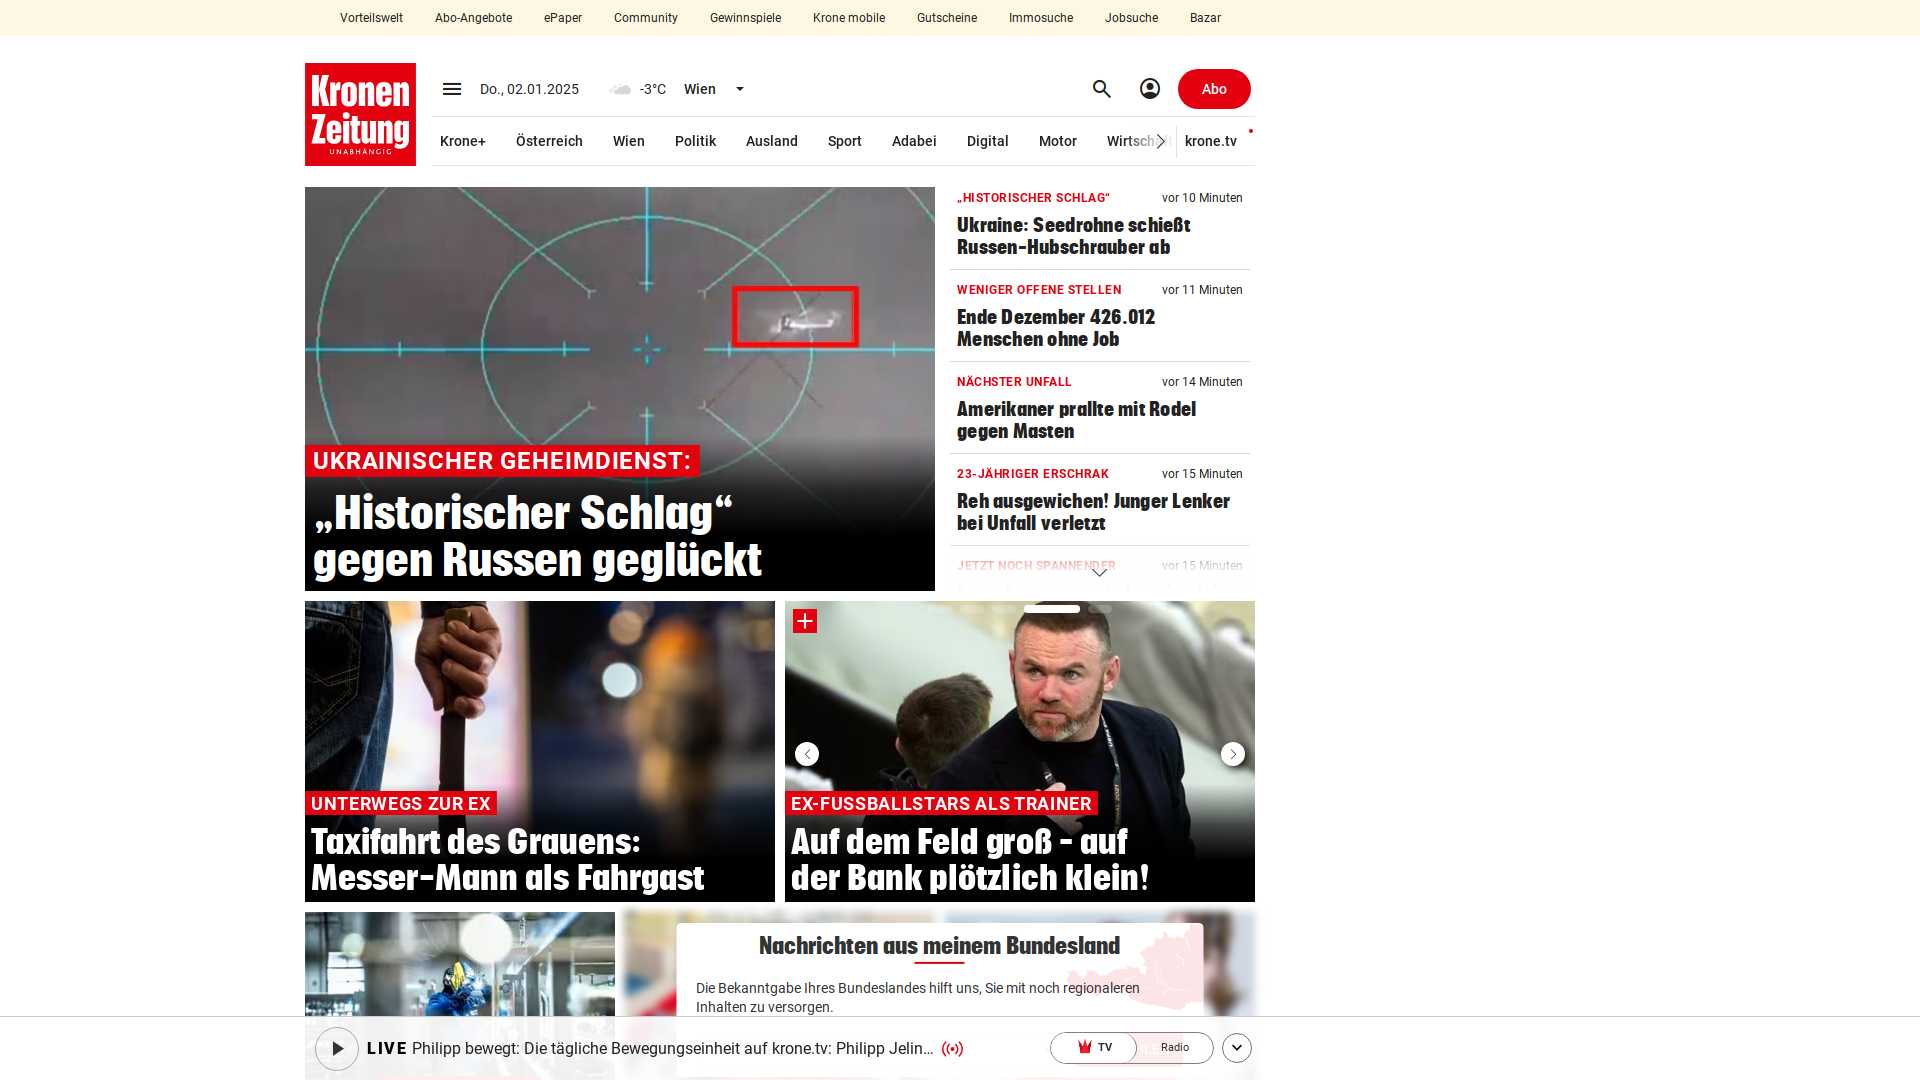 Vorteilswelt Abo-Angebote ePaper Community Gewinnspiele Krone mobile Gutscheine Immosuche Jobsuche Bazar
Kronen
Zeitung
UNABHÄNGIG
Do., 02.01.2025 -3°C Wien
Abo
Krone+ Österreich Wien Politik Ausland Sport Adabei Digital Motor Wirtsch krone.tv
UKRAINISCHER GEHEIMDIENST:
„Historischer Schlag“
gegen Russen geglückt
„HISTORISCHER SCHLAG“ vor 10 Minuten
Ukraine: Seedrohne schießt
Russen-Hubschrauber ab
WENIGER OFFENE STELLEN vor 11 Minuten
Ende Dezember 426.012
Menschen ohne Job
NÄCHSTER UNFALL vor 14 Minuten
Amerikaner prallte mit Rodel
gegen Masten
23-JÄHRIGER ERSCHRAK vor 15 Minuten
Reh ausgewichen! Junger Lenker
bei Unfall verletzt
JETZT NOCH SPANNENDER vor 15 Minuten
UNTERWEGS ZUR EX
Taxifahrt des Grauens:
Messer-Mann als Fahrgast
EX-FUSSBALLSTARS ALS TRAINER
Auf dem Feld groß – auf
der Bank plötzlich klein!
Nachrichten aus meinem Bundesland
Die Bekanntgabe Ihres Bundeslandes hilft uns, Sie mit noch regionaleren
Inhalten zu versorgen.
LIVE Philipp bewegt: Die tägliche Bewegungseinheit auf krone.tv: Philipp Jelin...
TV Radio